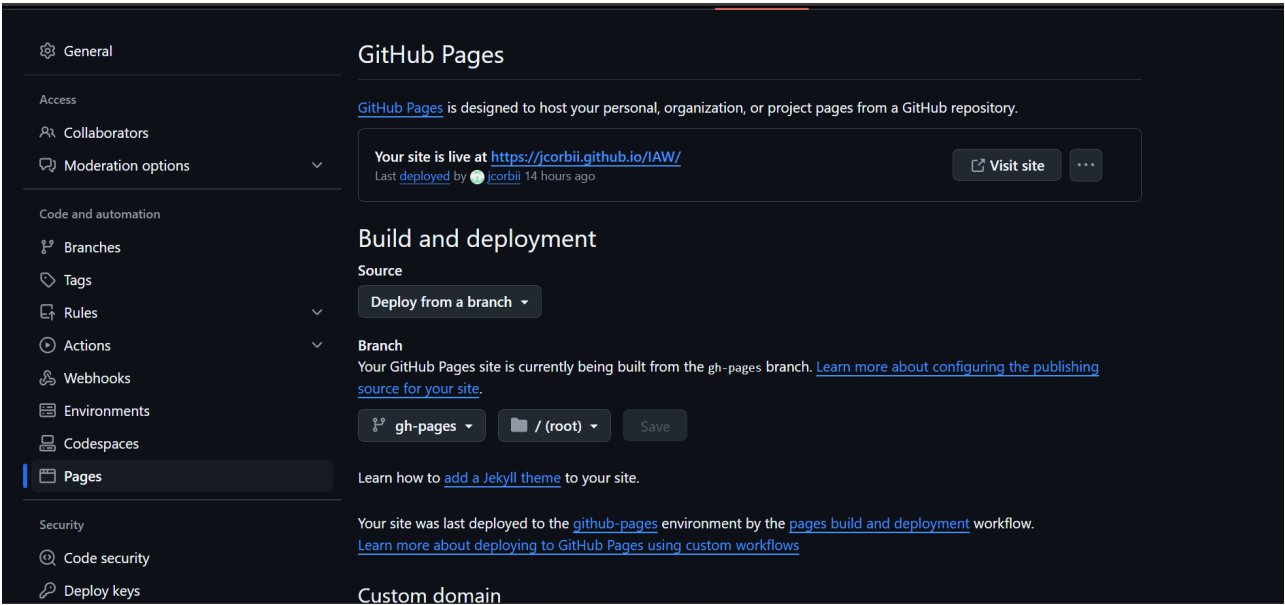 General
Access
Collaborators
Moderation options
Code and automation
Branches
Tags
Rules
Actions
Webhooks
Environments
Codespaces
Pages
Security
Code security
Deploy keys
GitHub Pages
GitHub Pages is designed to host your personal, organization, or project pages from a GitHub repository.
Your site is live at https://jcorbii.github.io/IAW/
Last deployed by jcorbii 14 hours ago
Visit site
Build and deployment
Source
Deploy from a branch
Branch
Your GitHub Pages site is currently being built from the gh-pages branch. Learn more about configuring the publishing
source for your site.
gh-pages
/ (root)
Save
Learn how to add a Jekyll theme to your site.
Your site was last deployed to the github-pages environment by the pages build and deployment workflow.
Learn more about deploying to GitHub Pages using custom workflows
Custom domain